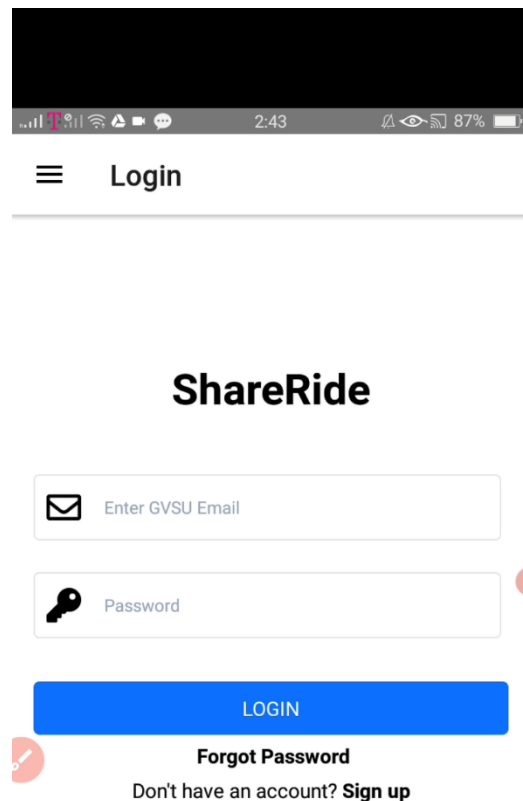 2:43 87%
Login
ShareRide
Enter GVSU Email
Password
LOGIN
Forgot Password
Don't have an account? Sign up